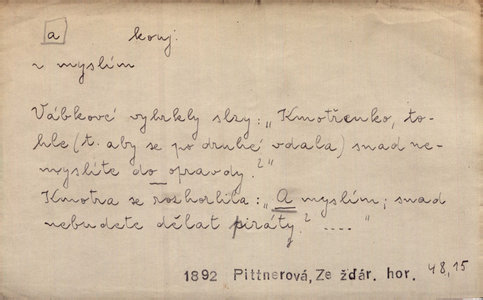 a konj.
v myslím
Vábkové vyhrkly slzy: „Kmotřenko, to-
hle (t. aby se po druhé vdala) snad ne-
myslíte do opravdy?“
Kmotra se rozhorlila: „A myslím; snad
nebudete dělat piráty? ...."
1892 Pittnerová, Ze žďár. hor. 48,15